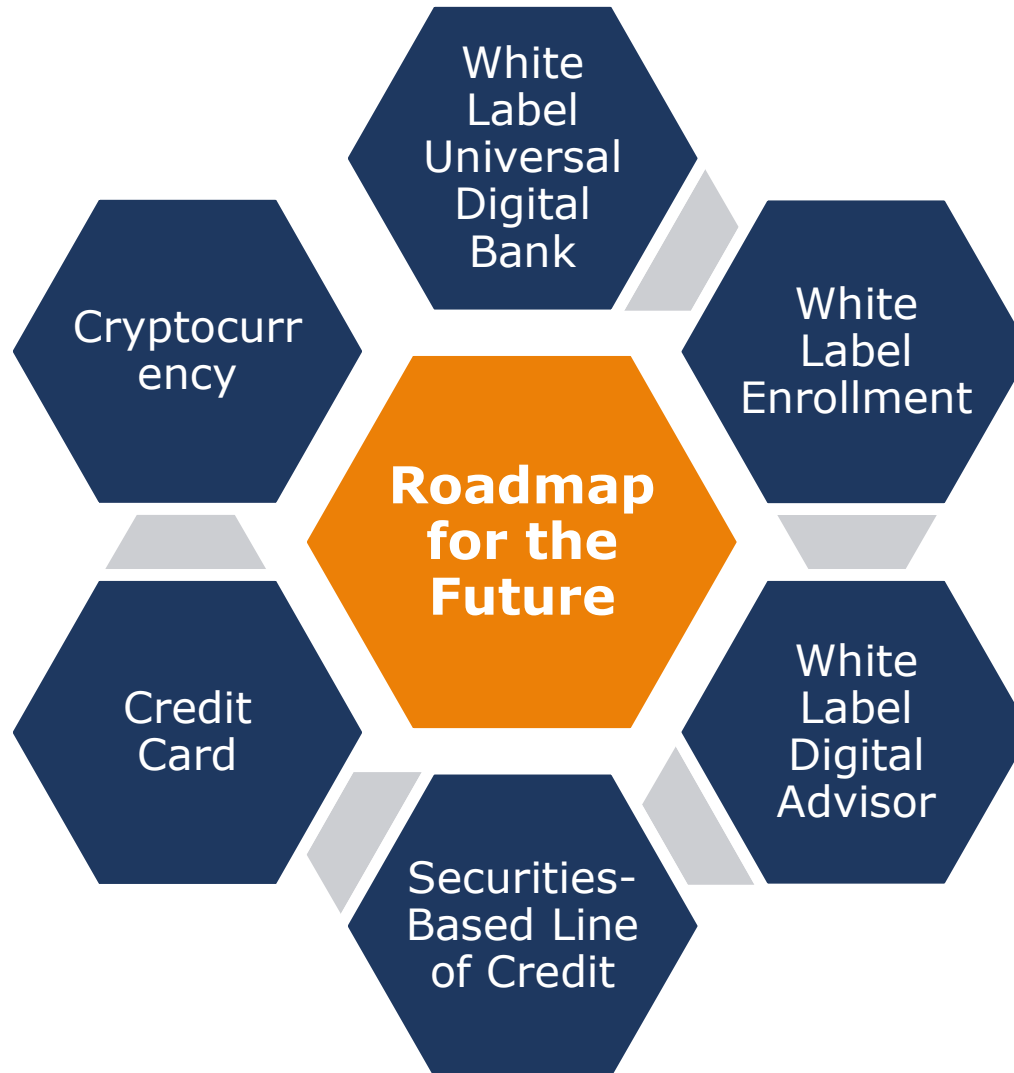 White
Label
Universal
Digital
Bank
White
Label
Enrollment
White
Label
Digital
Advisor
Securities-
Based Line
of Credit
Credit
Card
Cryptocurr
ency
Roadmap
for the
Future